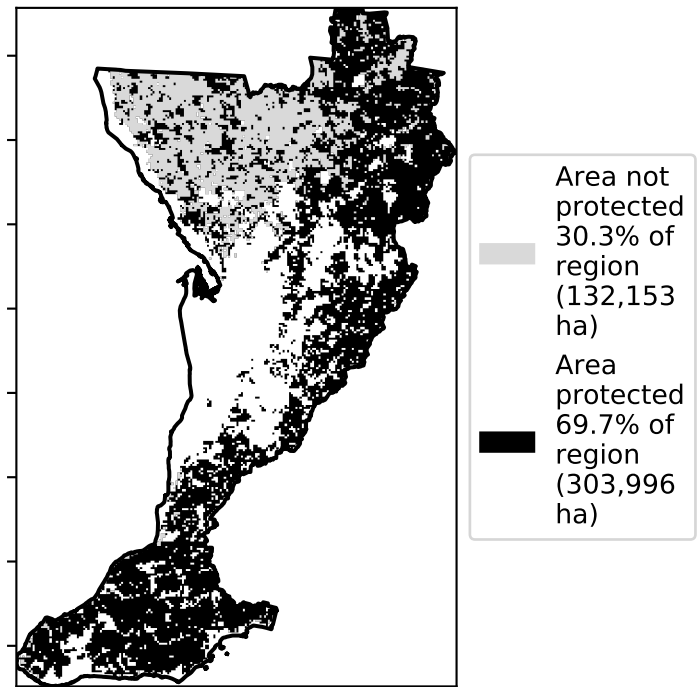 Area not
protected
30.3% of
region
(132,153
ha)
Area
protected
69.7% of
region
(303,996
ha)